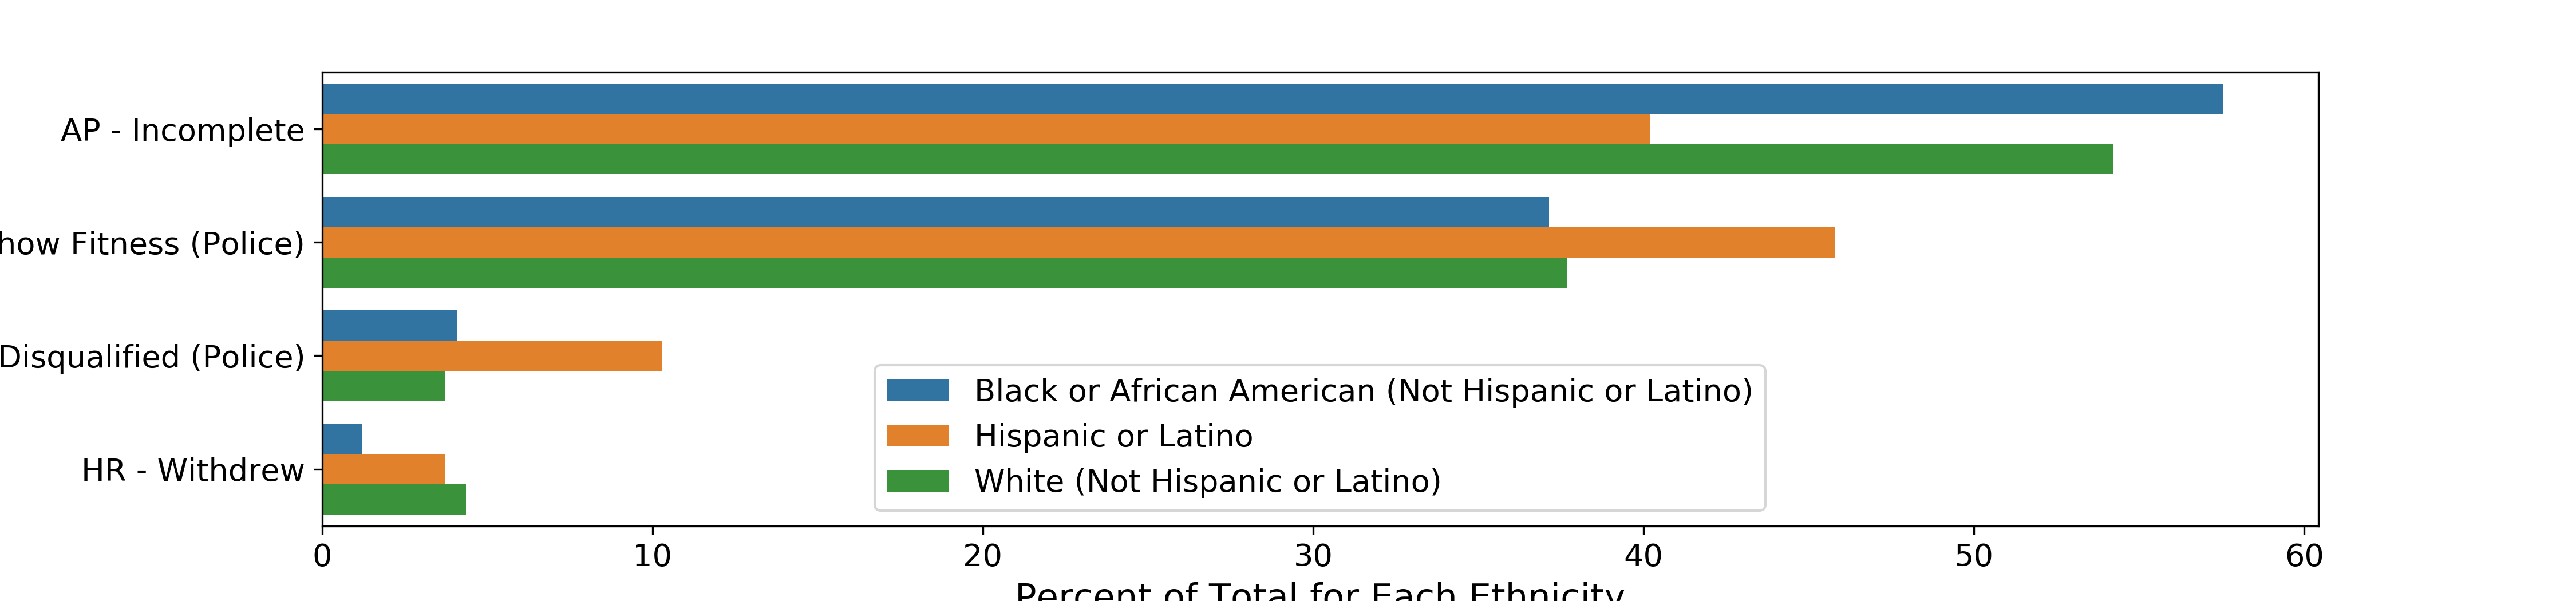 AP - Incomplete
how Fitness (Police)
Disqualified (Police)
HR - Withdrew
Black or African American (Not Hispanic or Latino)
Hispanic or Latino
White (Not Hispanic or Latino)
0 10 20 30 40 50 60
Percent of Total for Each Ethnicity